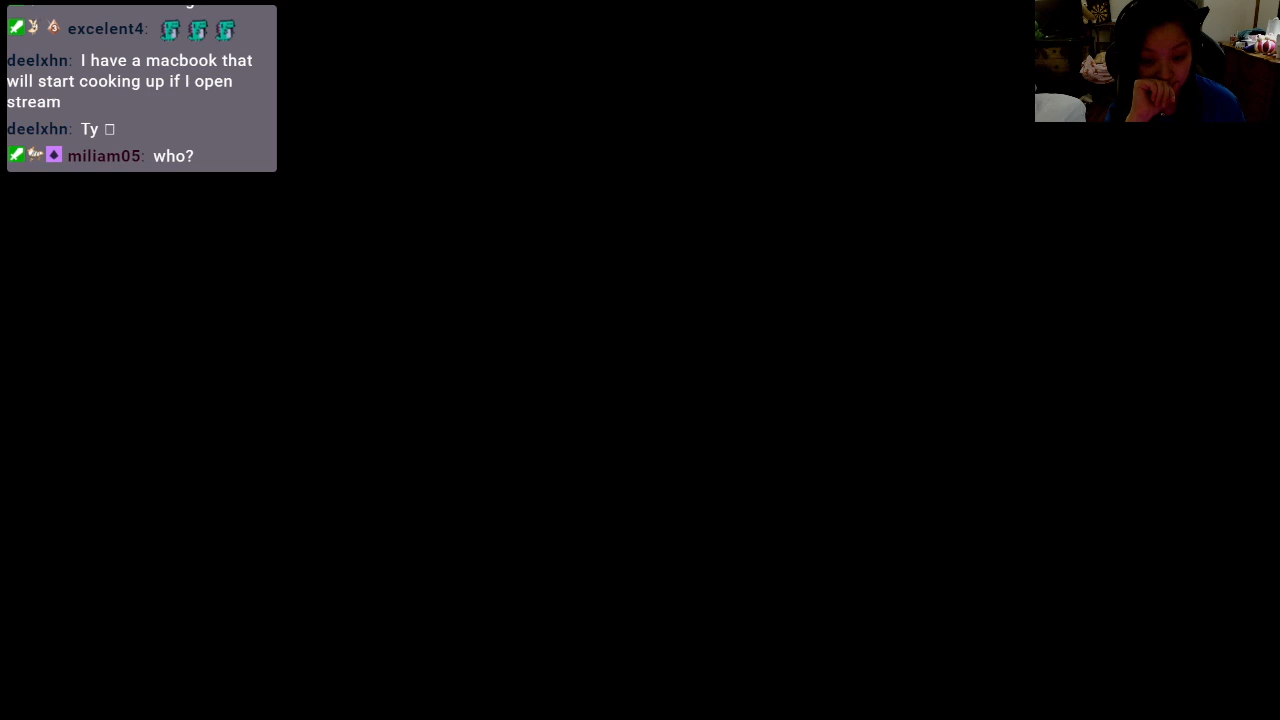 excelent4:
deelxhn: I have a macbook that
will start cooking up if I open
stream
deelxhn: Ty
miliam05: who?